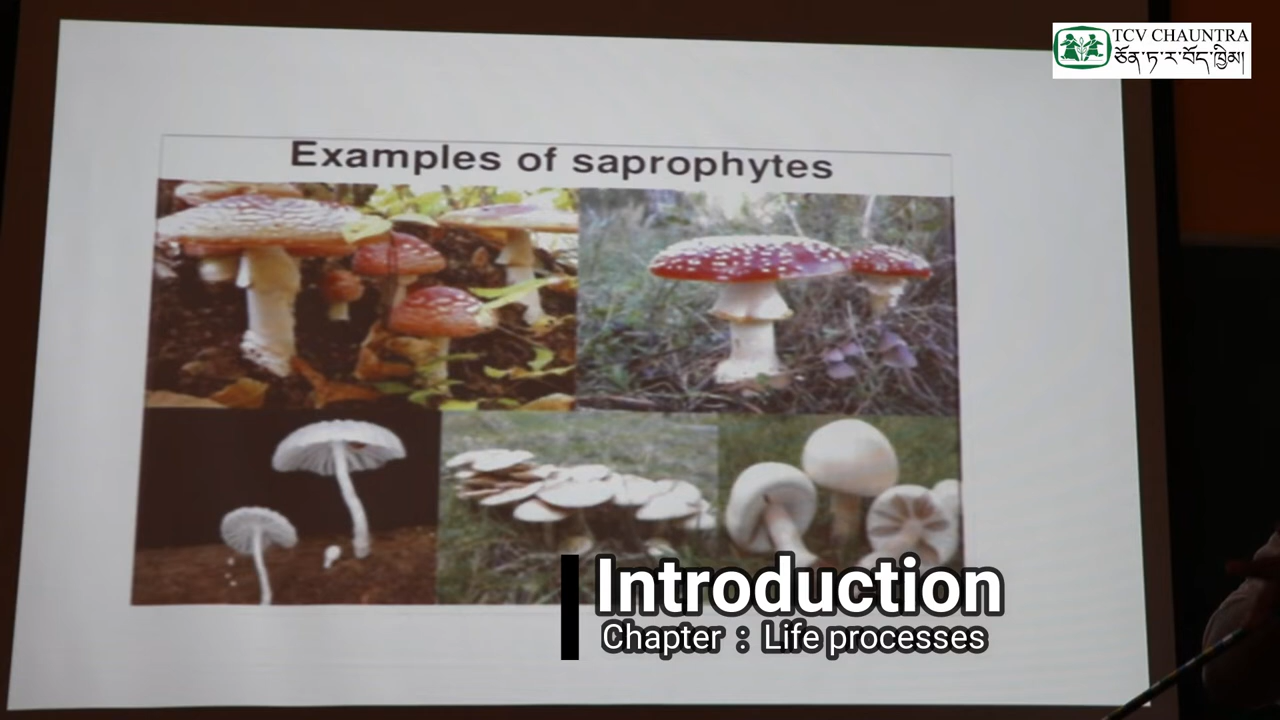 TCV CHAUNTRA
ཅོན་ཏ་ར་བོད་ཁྱིམ།
Examples of saprophytes
Introduction
Chapter : Life processes